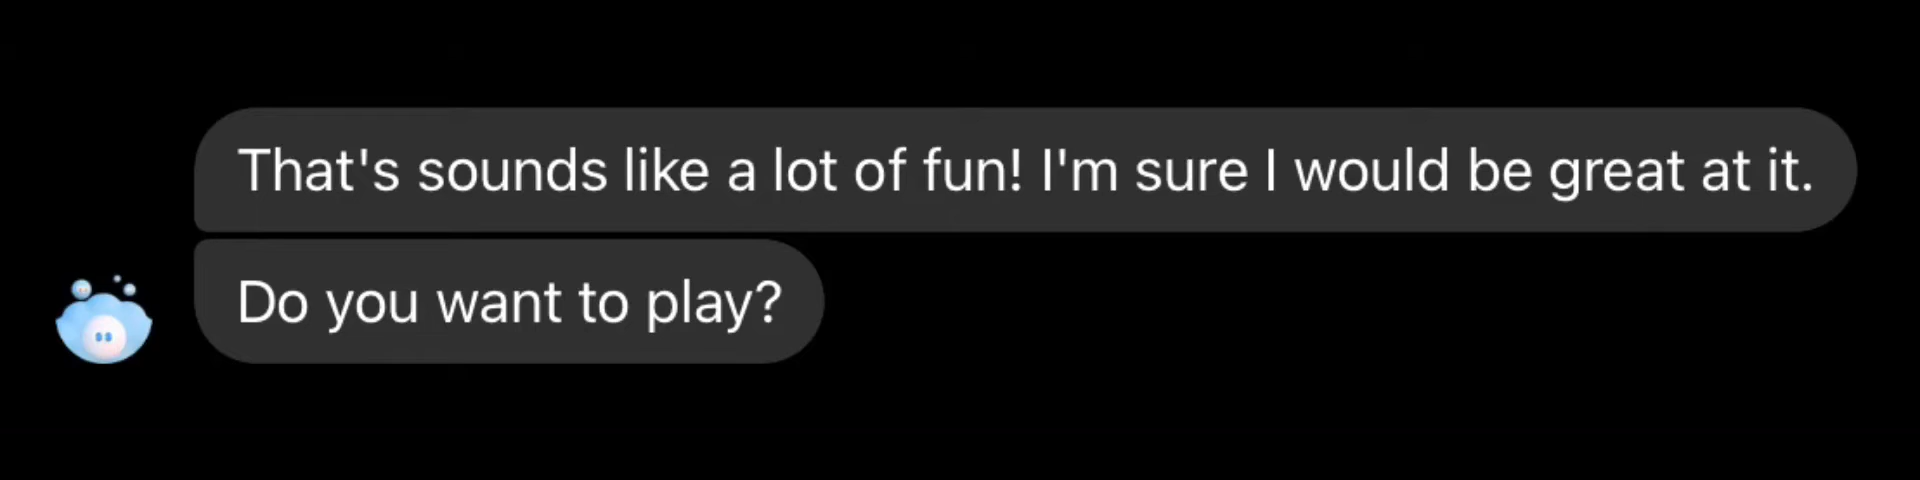 That's sounds like a lot of fun! I'm sure I would be great at it.
Do you want to play?